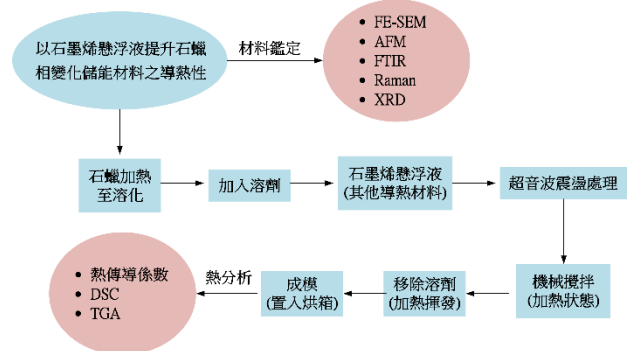 以石墨烯懸浮液提升石蠟
相變化儲能材料之導熱性
材料鑑定
• FE-SEM
• AFM
• FTIR
• Raman
• XRD
石蠟加熱
至溶化
加入溶劑
石墨烯懸浮液
(其他導熱材料)
超音波震盪處理
機械攪拌
(加熱狀態)
移除溶劑
(加熱揮發)
成模
(置入烘箱)
熱分析
• 熱傳導係數
• DSC
• TGA